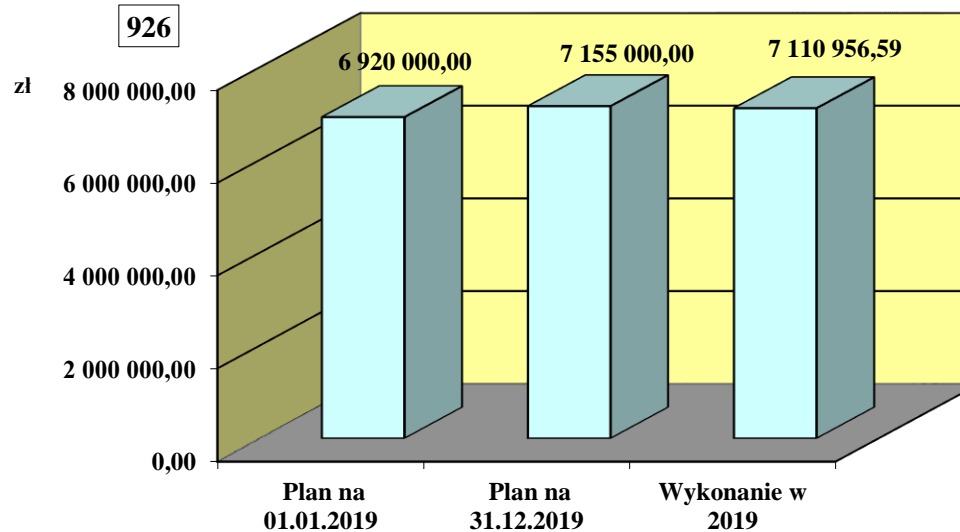 926
zł
6 920 000,00
7 155 000,00
7 110 956,59
8 000 000,00
6 000 000,00
4 000 000,00
2 000 000,00
0,00
Plan na
01.01.2019
Plan na
31.12.2019
Wykonanie w
2019